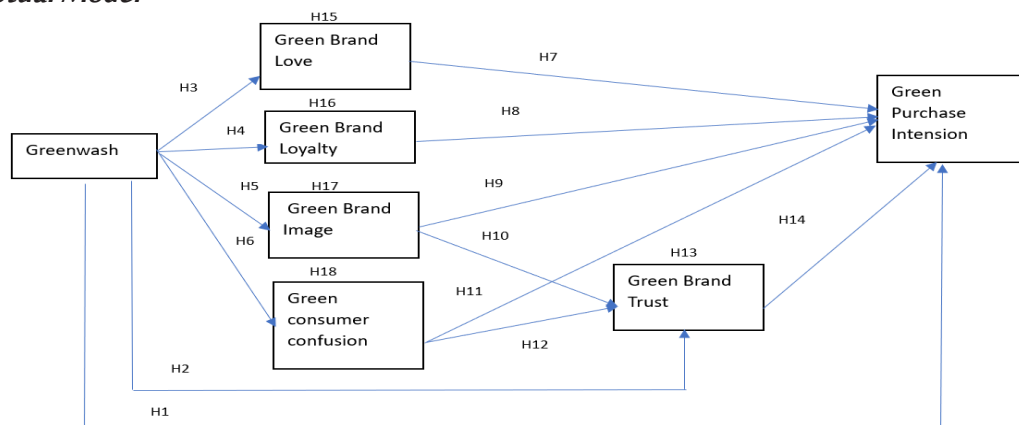 H15
Green Brand
Love
H7
H3
Green
Purchase
Intension
H16
Green Brand
Loyalty
H8
H4
Greenwash
H5
H17
Green Brand
Image
H9
H6
H10
H14
H13
Green Brand
Trust
H18
Green
consumer
confusion
H11
H12
H2
H1